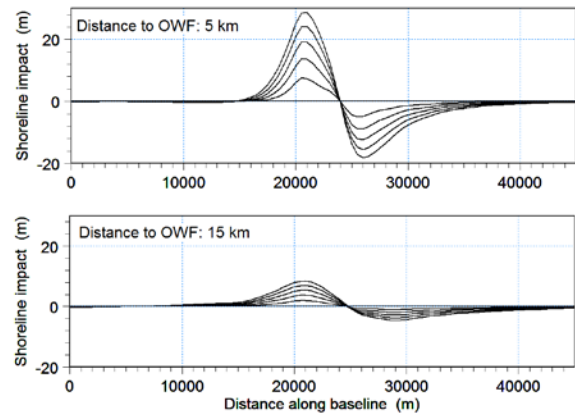 Shoreline impact (m)
Distance to OWF: 5 km
20
0
-20
0 10000 20000 30000 40000
Shoreline impact (m)
Distance to OWF: 15 km
20
0
-20
0 10000 20000 30000 40000
Distance along baseline (m)